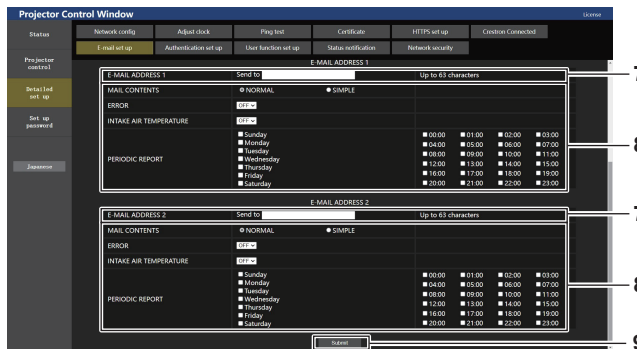 Projector Control Window
License
Status
Network config Adjust clock Ping test Certificate HTTPS set up Crestron Connected
E-mail set up Authentication set up User function set up Status notification Network security
Projector
control
Detailed
set up
Set up
password
Japanese
E-MAIL ADDRESS 1
E-MAIL ADDRESS 1 Send to Up to 63 characters
7
MAIL CONTENTS NORMAL SIMPLE
ERROR OFF
INTAKE AIR TEMPERATURE OFF
8
PERIODIC REPORT
Sunday 00:00 01:00 02:00 03:00
Monday 04:00 05:00 06:00 07:00
Tuesday 08:00 09:00 10:00 11:00
Wednesday 12:00 13:00 14:00 15:00
Thursday 16:00 17:00 18:00 19:00
Friday 20:00 21:00 22:00 23:00
Saturday
E-MAIL ADDRESS 2
E-MAIL ADDRESS 2 Send to Up to 63 characters
7
MAIL CONTENTS NORMAL SIMPLE
ERROR OFF
INTAKE AIR TEMPERATURE OFF
8
PERIODIC REPORT
Sunday 00:00 01:00 02:00 03:00
Monday 04:00 05:00 06:00 07:00
Tuesday 08:00 09:00 10:00 11:00
Wednesday 12:00 13:00 14:00 15:00
Thursday 16:00 17:00 18:00 19:00
Friday 20:00 21:00 22:00 23:00
Saturday
Submit
9